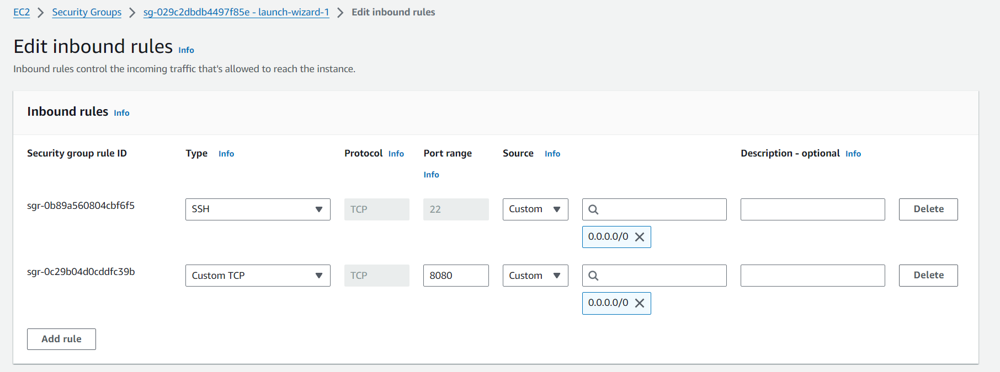 EC2 > Security Groups > sg-029c2dbdb4497f85e - launch-wizard-1 > Edit inbound rules
Edit inbound rules Info
Inbound rules control the incoming traffic that's allowed to reach the instance.
Inbound rules Info
Security group rule ID Type Info Protocol Info Port range Source Info Description - optional Info
Info
sgr-0b89a560804cbf6f5 SSH TCP 22 Custom Delete
0.0.0.0/0
sgr-0c29b04d0cddfc39b Custom TCP TCP 8080 Custom Delete
0.0.0.0/0
Add rule